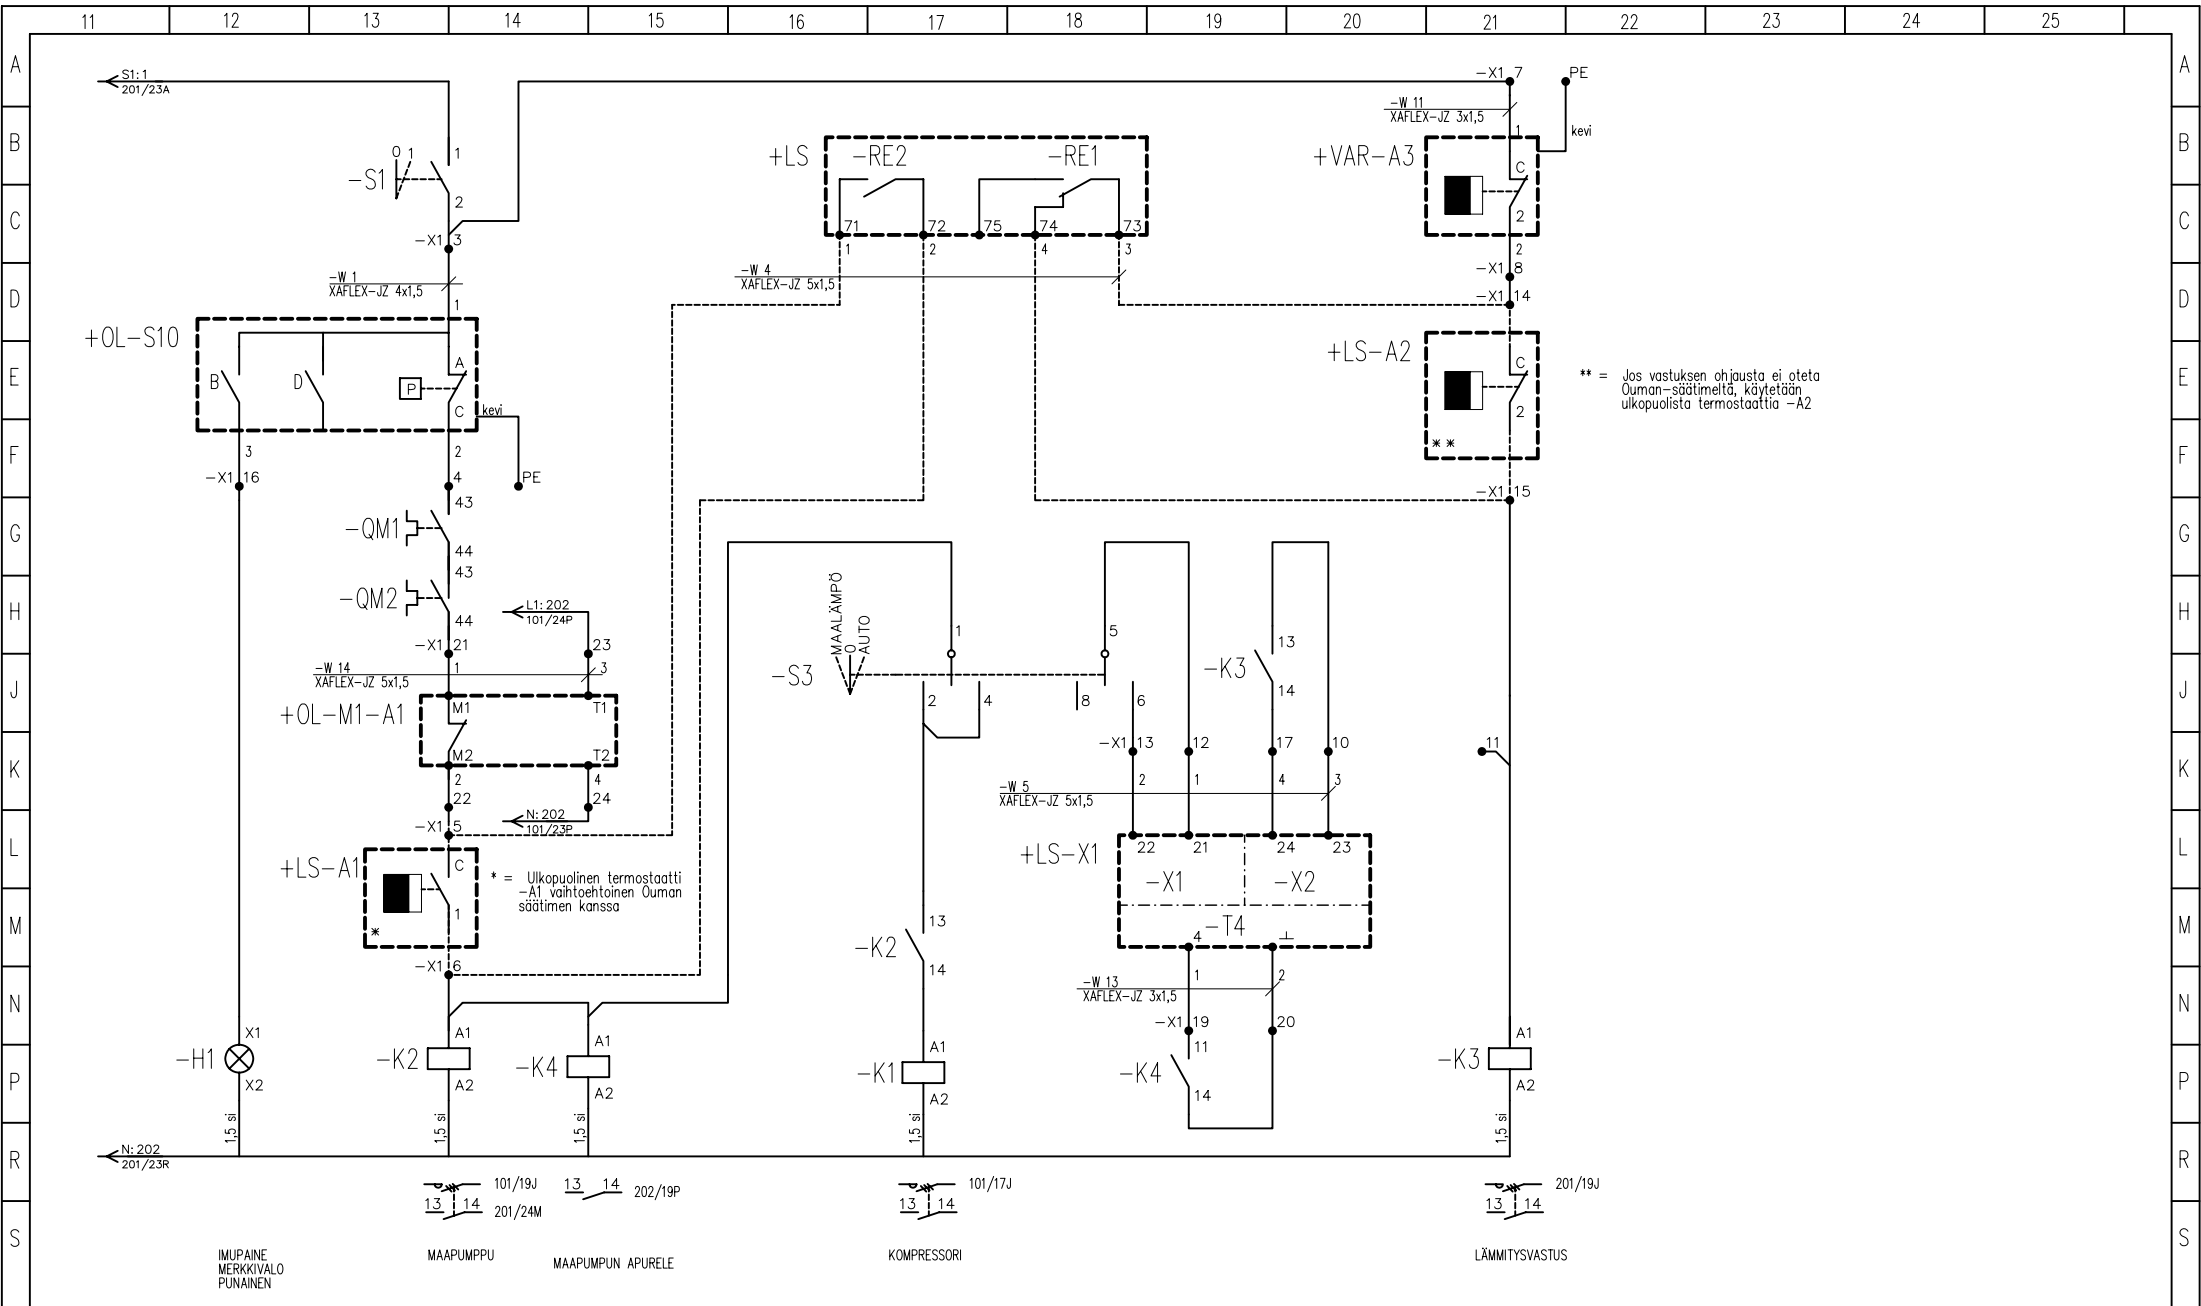 11 12 13 14 15 16 17 18 19 20 21 22 23 24 25
A A
S1:1
201/23A
-X1 7 PE
-W 11
XAFLEX-JZ 3x1,5
B B
1 kevi
+LS -RE2 -RE1
+VAR-A3
0 1 1
-S1
2
C
2
C C
71 72 75 74 73
-X1 3
1 2 4 3
2
-W 1
XAFLEX-JZ 4x1,5
-W 4
XAFLEX-JZ 5x1,5
-X1 8
D D
1
-X1 14
+OL-S10
+LS-A2
E E
B D P A
C
kevi
C
2
** = Jos vastuksen ohjausta ei oteta
Ouman-säätimeltä, käytetään
ulkopuolista termostaattia -A2
* *
F F
3 2
-X1 16 4 PE
-X1 15
43
G G
-QM1
44
43
H H
-QM2
44
L1:202
101/24P
MAALÄMPÖ
0
AUTO
1 5 13
-X1 21 23
-W 14
XAFLEX-JZ 5x1,5
1 3
-S3
-K3
14
J J
+OL-M1-A1
M1 T1
2 4 8 6
M2 T2
-X1 13 12 17 10 11
K K
2 4
2 1 4 3
22 24
-W 5
XAFLEX-JZ 5x1,5
N:202
101/23P
-X1 5
L L
+LS-A1 C
* = Ulkopuolinen termostaatti
-A1 vaihtoehtoinen Ouman
säätimen kanssa
1
*
+LS-X1
22 21 24 23
-X1 -X2
-T4
4 ⊥
M M
13
-K2
14
-X1 6
N N
1 2
-W 13
XAFLEX-JZ 3x1,5
-X1 19 20
X1
-H1
X2
A1
-K2
A2
A1
-K4
A2
A1
-K1
A2
11
-K4
14
A1
-K3
A2
P P
1,5 si 1,5 si 1,5 si 1,5 si 1,5 si
R R
N:202
201/23R
101/19J
13 14
201/24M
13 14 202/19P
101/17J
13 14
201/19J
13 14
S S
IMUPAINE
MERKKIVALO
PUNAINEN
MAAPUMPPU
MAAPUMPUN APURELE
KOMPRESSORI
LÄMMITYSVASTUS